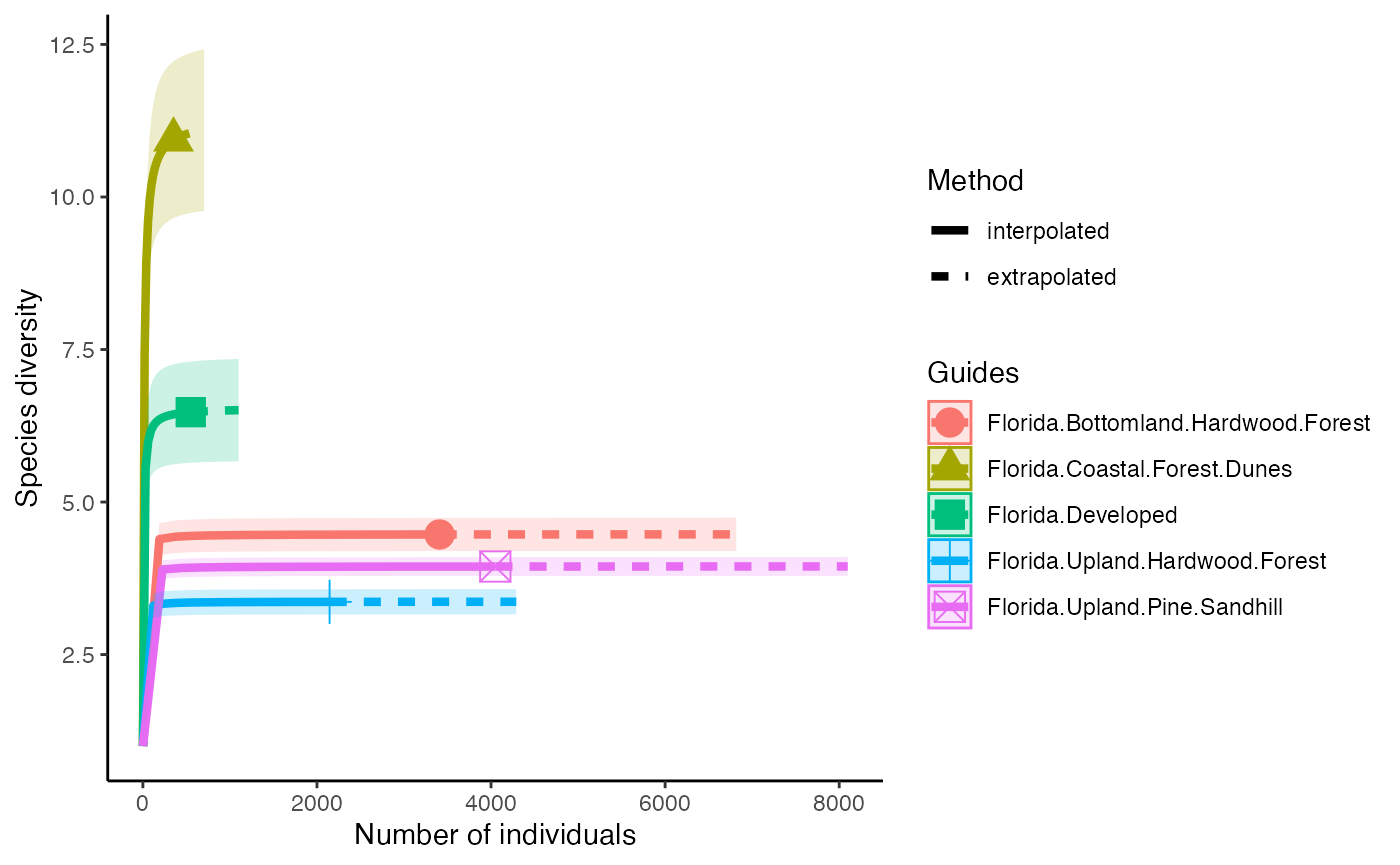 12.5
10.0
7.5
5.0
2.5
Species diversity
0
2000
4000
6000
8000
Number of individuals
Method
interpolated
extrapolated
Guides
Florida.Bottomland.Hardwood.Forest
Florida.Coastal.Forest.Dunes
Florida.Developed
Florida.Upland.Hardwood.Forest
Florida.Upland.Pine.Sandhill